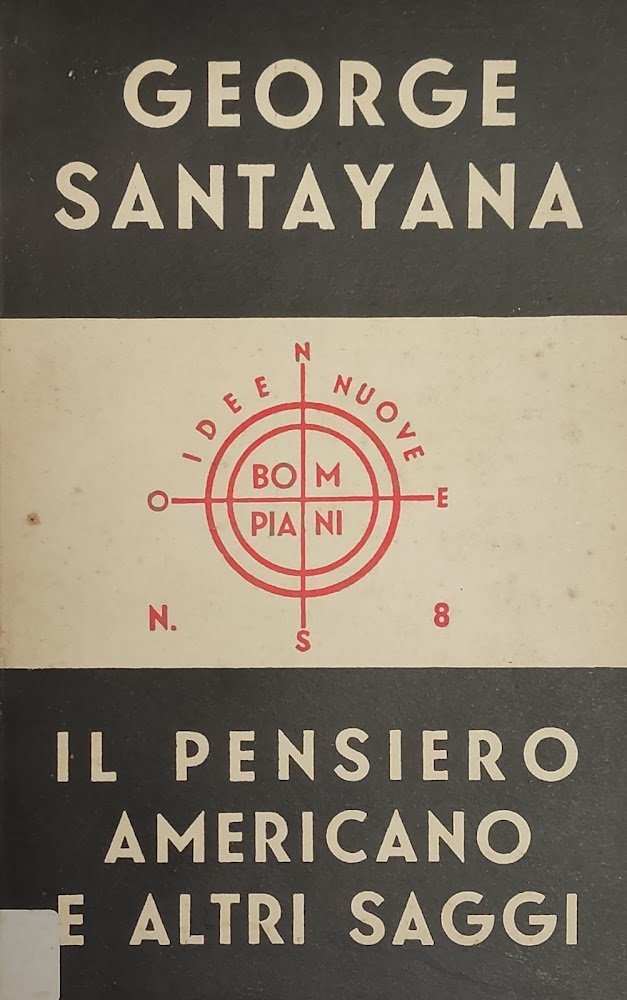 GEORGE
SANTAYANA
N
IDEE NUOVE
BOM
O
E
PIANI
N.
8
S
IL PENSIERO
AMERICANO
E ALTRI SAGGI